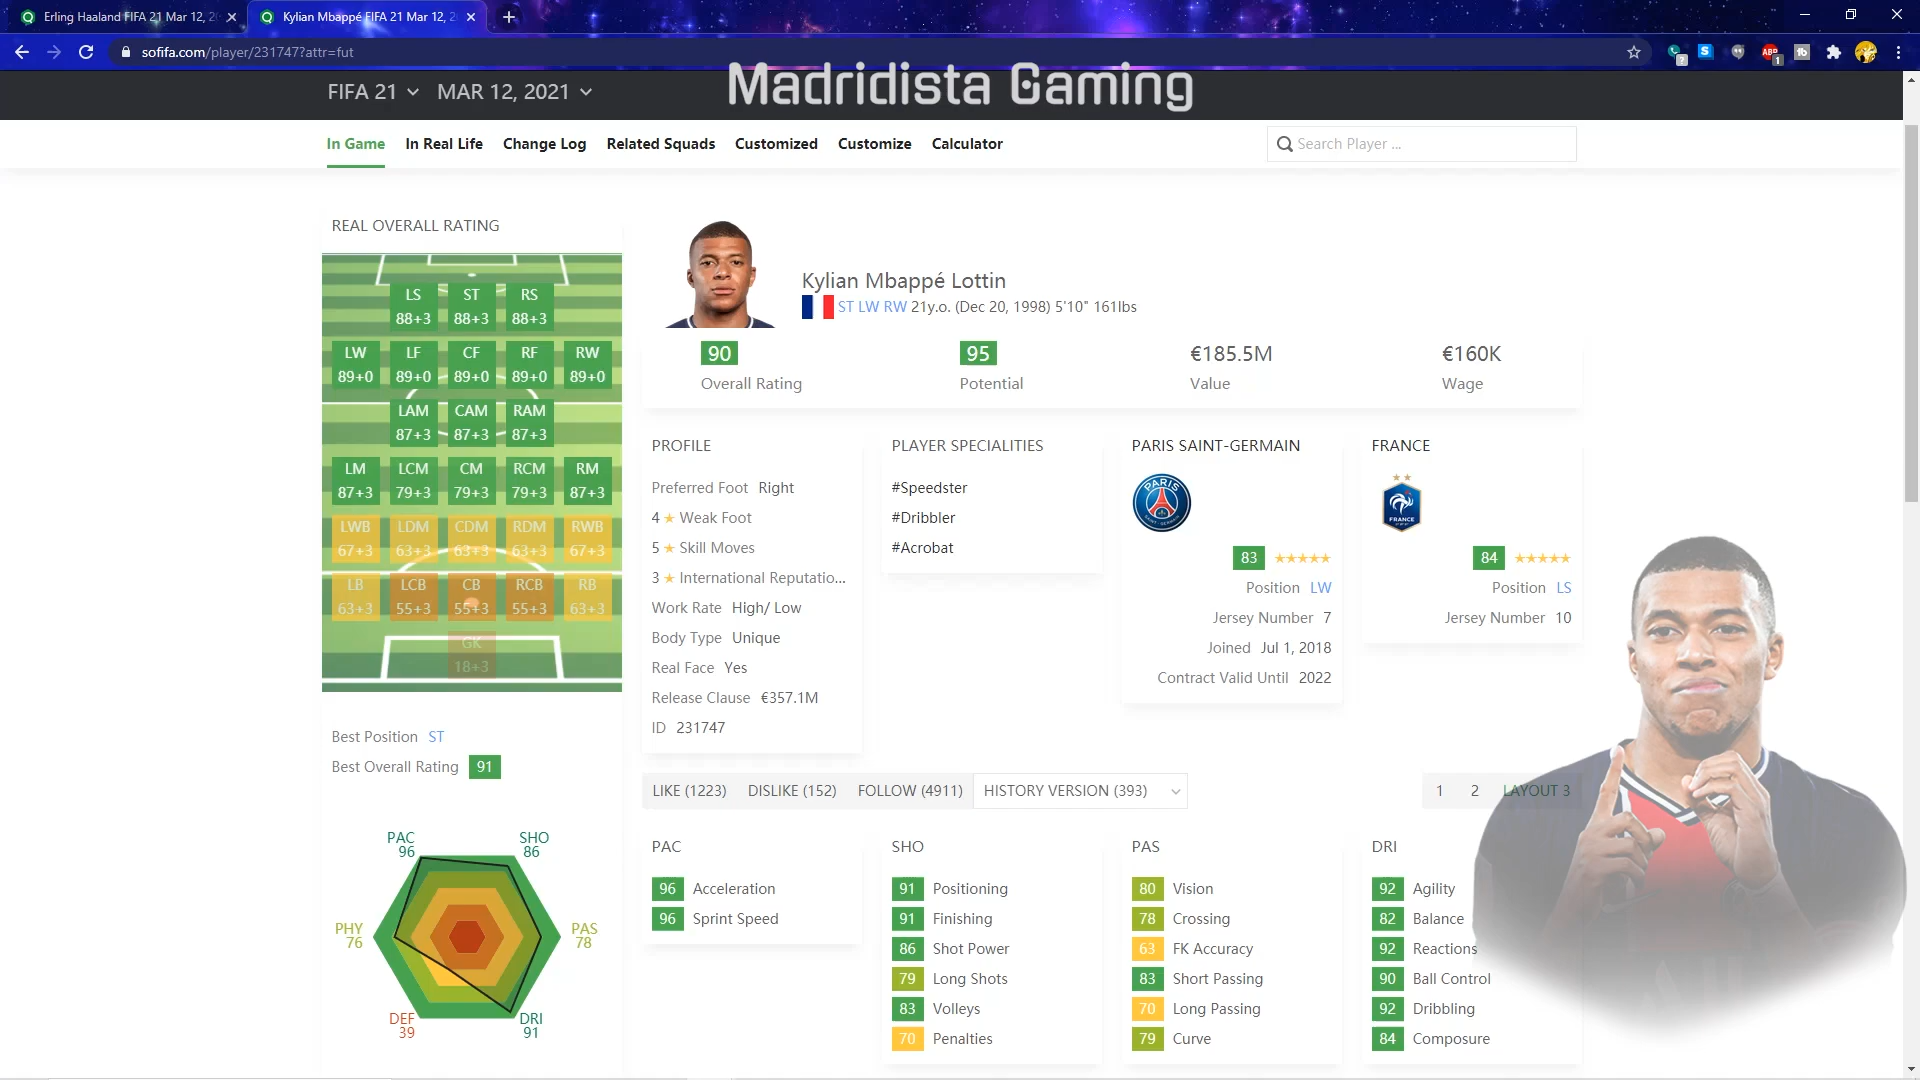 Erling Haaland FIFA 21 Mar 12, 2
Kylian Mbappé FIFA 21 Mar 12, 2
sofifa.com/player/231747?attr=fut
FIFA 21 MAR 12, 2021
Madridista Gaming
In Game In Real Life Change Log Related Squads Customized Customize Calculator
Search Player ...
REAL OVERALL RATING
LS ST RS
88+3 88+3 88+3
LW LF CF RF RW
89+0 89+0 89+0 89+0 89+0
LAM CAM RAM
87+3 87+3 87+3
LM LCM CM RCM RM
87+3 79+3 79+3 79+3 87+3
LWB LDM CDM RDM RWB
67+3 63+3 63+3 63+3 67+3
LB LCB CB RCB RB
63+3 55+3 55+3 55+3 63+3
GK
18+3
Best Position ST
Best Overall Rating 91
PAC
96
SHO
86
PHY
76
PAS
78
DEF
39
DRI
91
Kylian Mbappé Lottin
ST LW RW 21y.o. (Dec 20, 1998) 5'10" 161lbs
90
Overall Rating
95
Potential
€185.5M
Value
€160K
Wage
PROFILE
Preferred Foot Right
4 ★ Weak Foot
5 ★ Skill Moves
3 ★ International Reputatio...
Work Rate High/ Low
Body Type Unique
Real Face Yes
Release Clause €357.1M
ID 231747
PLAYER SPECIALITIES
#Speedster
#Dribbler
#Acrobat
PARIS SAINT-GERMAIN
PARIS
SAINT-GERMAIN
83 ★★★★★
Position LW
Jersey Number 7
Joined Jul 1, 2018
Contract Valid Until 2022
FRANCE
FRANCE
84 ★★★★★
Position LS
Jersey Number 10
LIKE (1223) DISLIKE (152) FOLLOW (4911) HISTORY VERSION (393)
1 2 LAYOUT 3
PAC
96 Acceleration
96 Sprint Speed
SHO
91 Positioning
91 Finishing
86 Shot Power
79 Long Shots
83 Volleys
70 Penalties
PAS
80 Vision
78 Crossing
63 FK Accuracy
83 Short Passing
70 Long Passing
79 Curve
DRI
92 Agility
82 Balance
92 Reactions
90 Ball Control
92 Dribbling
84 Composure